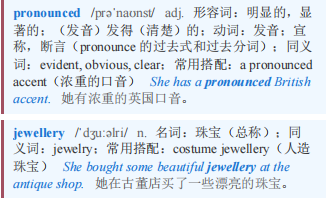 pronounced /prəˈnaʊnst/ adj. 形容词：明显的，显
著的；（发音）发得（清楚）的；动词：发音；宣
称，断言（pronounce 的过去式和过去分词）；同义
词：evident, obvious, clear；常用搭配：a pronounced
accent（浓重的口音） She has a pronounced British
accent. 她有浓重的英国口音。
jewellery /ˈdʒuːəlri/ n. 名词：珠宝（总称）；同
义词：jewelry；常用搭配：costume jewellery（人造
珠宝） She bought some beautiful jewellery at the
antique shop. 她在古董店买了一些漂亮的珠宝。